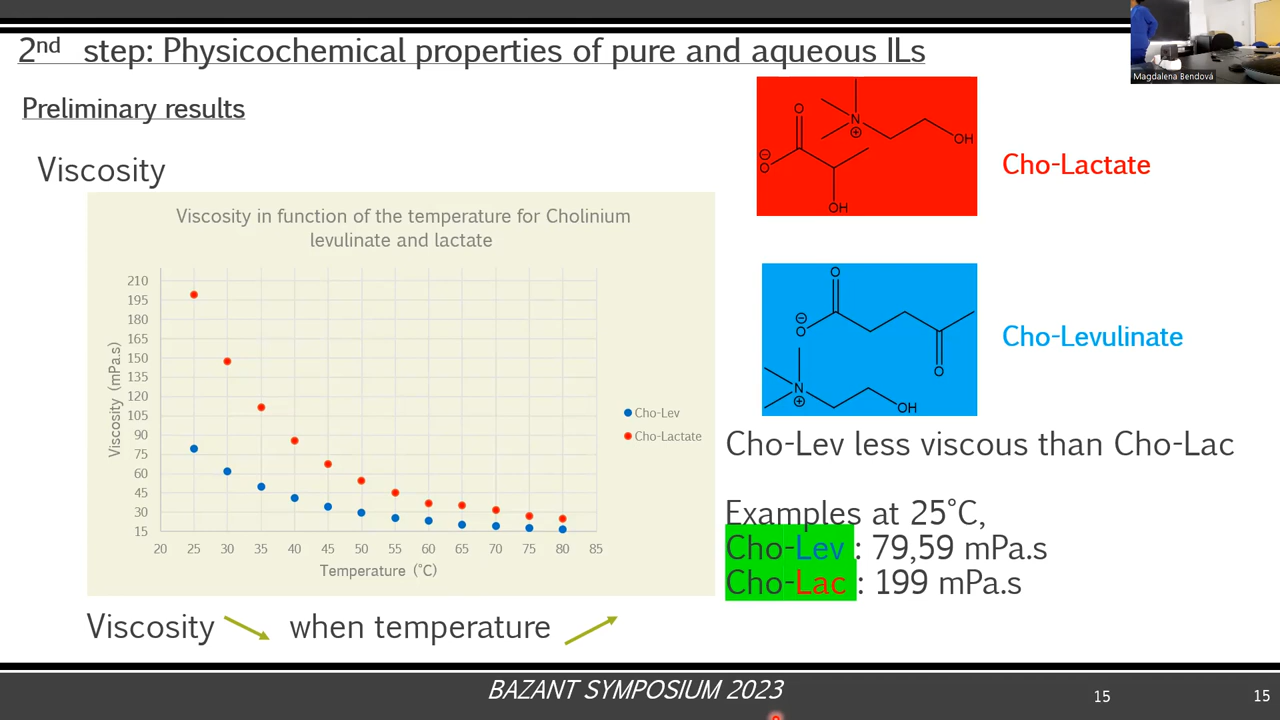 2nd step: Physicochemical properties of pure and aqueous ILs
Magdalena Bendová
Preliminary results
Viscosity
Viscosity in function of the temperature for Cholinium
levulinate and lactate
Viscosity (mPa.s)
210
195
180
165
150
135
120
105
90
75
60
45
30
15
20 25 30 35 40 45 50 55 60 65 70 75 80 85
Temperature (°C)
Cho-Lev
Cho-Lactate
Viscosity when temperature
O
N
⊕
OH
⊖
O
OH
Cho-Lactate
O
⊖
O
O
N
⊕
OH
Cho-Levulinate
Cho-Lev less viscous than Cho-Lac
Examples at 25°C,
Cho-Lev : 79,59 mPa.s
Cho-Lac : 199 mPa.s
BAZANT SYMPOSIUM 2023
15
15